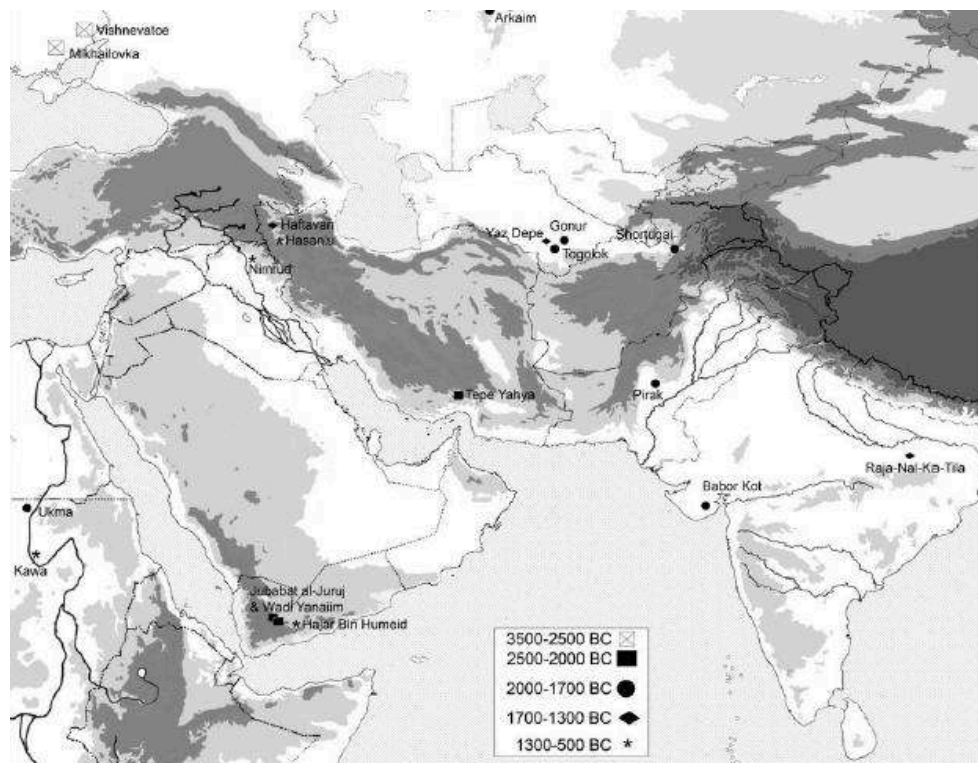 Arkaim
Vishnevatoe
Mikhailovka
Haftavan
Hasanlu
Nimrud
Yaz Depe
Gonur
Togolok
Shortugai
Tepe Yahya
Pirak
Raja-Nal-Ka-Tila
Babor Kot
Ukma
Kawa
Jubabat al-Juruj
& Wadi Yanaiim
Hajar Bin Humeid
3500-2500 BC
2500-2000 BC
2000-1700 BC
1700-1300 BC
1300-500 BC